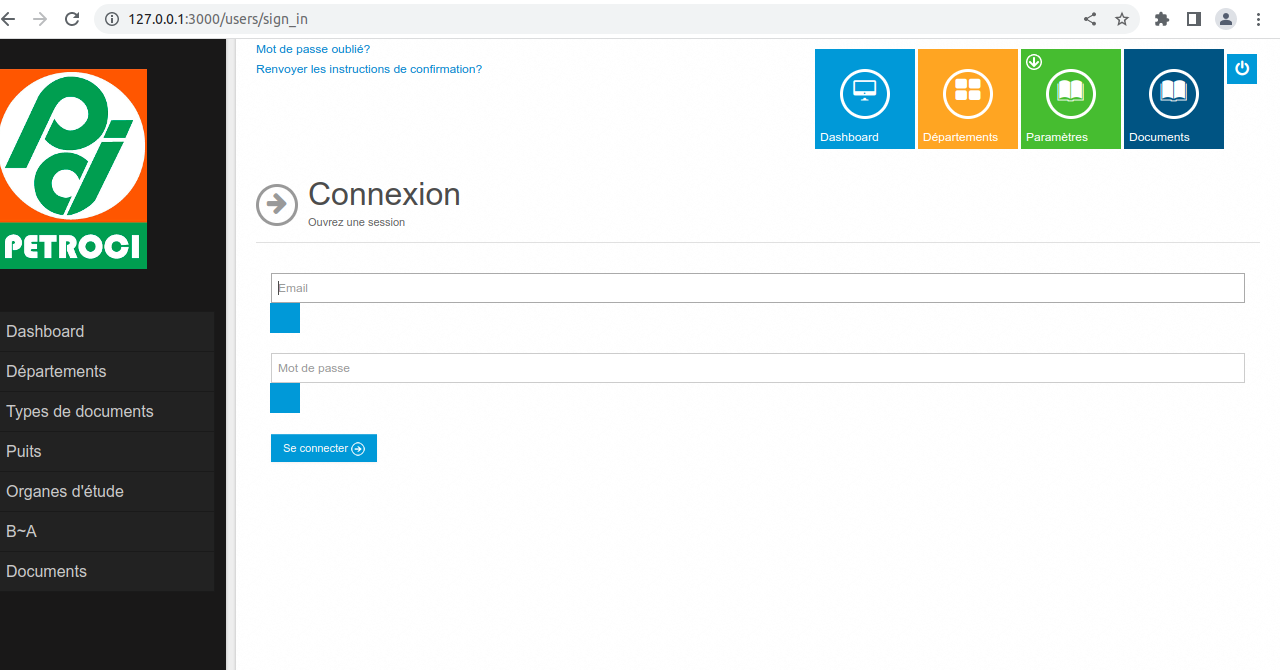 127.0.0.1:3000/users/sign_in
PETROCI
Dashboard
Départements
Types de documents
Puits
Organes d'étude
B~A
Documents
Mot de passe oublié?
Renvoyer les instructions de confirmation?
Dashboard
Départements
Paramètres
Documents
Connexion
Ouvrez une session
Email
Mot de passe
Se connecter